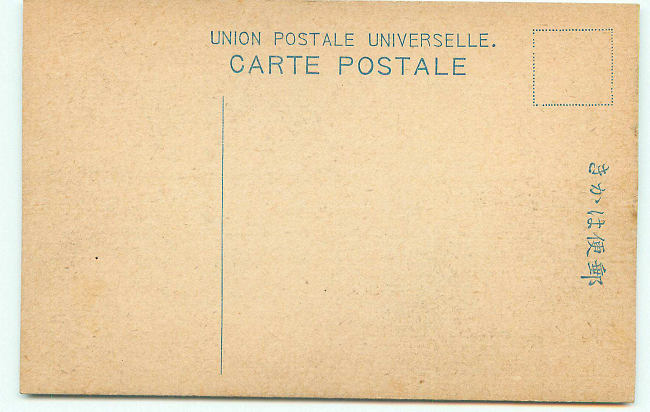 UNION POSTALE UNIVERSELLE.
CARTE POSTALE
郵便はかき